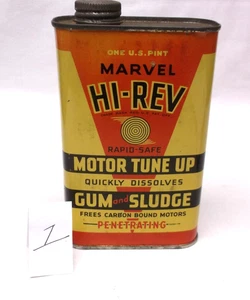 ONE U.S. PINT
MARVEL
HI-REV
RAPID-SAFE
MOTOR TUNE UP
QUICKLY DISSOLVES
GUM and SLUDGE
FREES CARBON BOUND MOTORS
PENETRATING
1